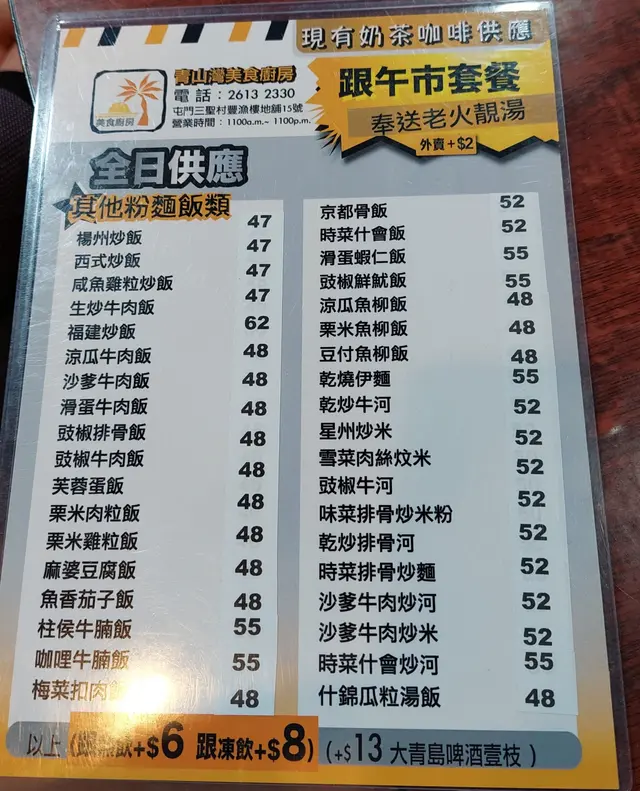 現有奶茶咖啡供應
美食廚房
青山灣美食廚房
電話：2613 2330
屯門三聖村豐漁樓地舖15號
營業時間：1100a.m.~ 1100p.m.
跟午市套餐
奉送老火靚湯
外賣+$2
全日供應
其他粉麵飯類
楊州炒飯
西式炒飯
咸魚雞粒炒飯
生炒牛肉飯
福建炒飯
涼瓜牛肉飯
沙爹牛肉飯
滑蛋牛肉飯
豉椒排骨飯
豉椒牛肉飯
芙蓉蛋飯
栗米肉粒飯
栗米雞粒飯
麻婆豆腐飯
魚香茄子飯
柱侯牛腩飯
咖哩牛腩飯
梅菜扣肉
47
47
47
47
62
48
48
48
48
48
48
48
48
48
55
55
48
京都骨飯
時菜什會飯
滑蛋蝦仁飯
豉椒鮮魷飯
涼瓜魚柳飯
栗米魚柳飯
豆付魚柳飯
乾燒伊麵
乾炒牛河
星州炒米
雪菜肉絲炆米
豉椒牛河
味菜排骨炒米粉
乾炒排骨河
時菜排骨炒麵
沙爹牛肉炒河
沙爹牛肉炒米
時菜什會炒河
什錦瓜粒湯飯
52
52
55
55
48
48
48
55
52
52
52
52
52
52
52
52
55
48
以上 (跟熱飲+$6 跟凍飲+$8) (+$13 大青島啤酒壹枝 )